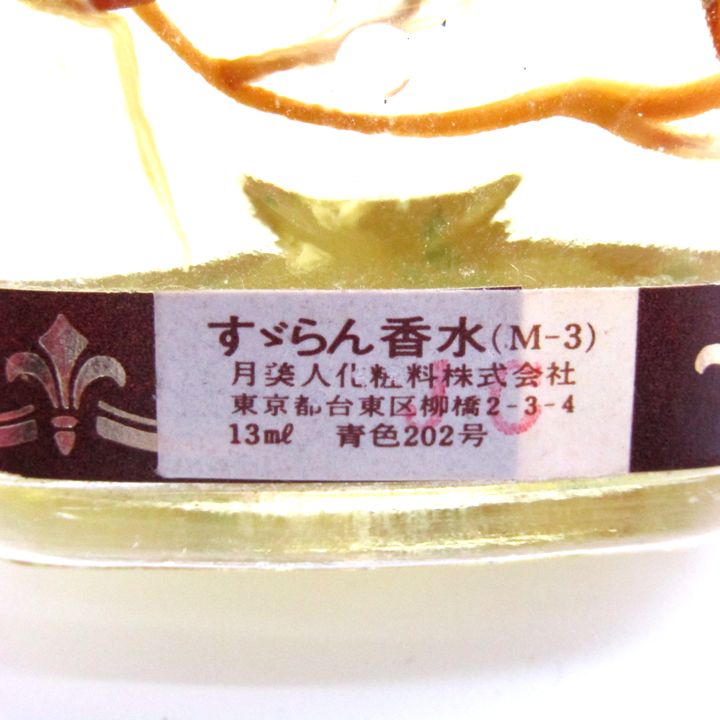 すゞらん香水(M-3)
月美人化粧料株式会社
東京都台東区柳橋2-3-4
13ml 青色202号